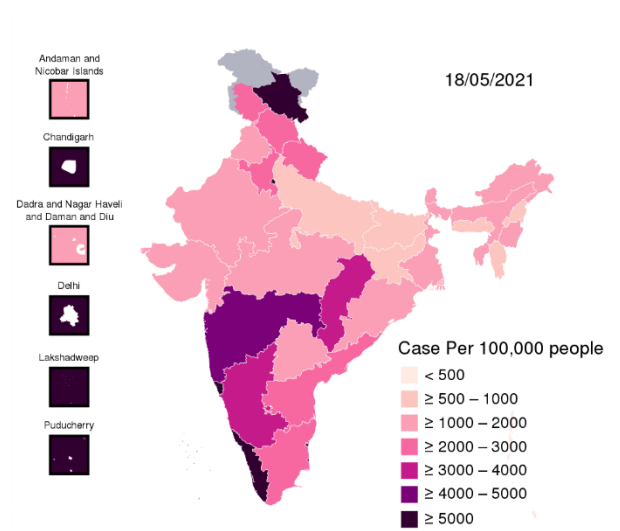 18/05/2021
Andaman and
Nicobar Islands
Chandigarh
Dadra and Nagar Haveli
and Daman and Diu
Delhi
Lakshadweep
Puducherry
Case Per 100,000 people
< 500
≥ 500 – 1000
≥ 1000 – 2000
≥ 2000 – 3000
≥ 3000 – 4000
≥ 4000 – 5000
≥ 5000